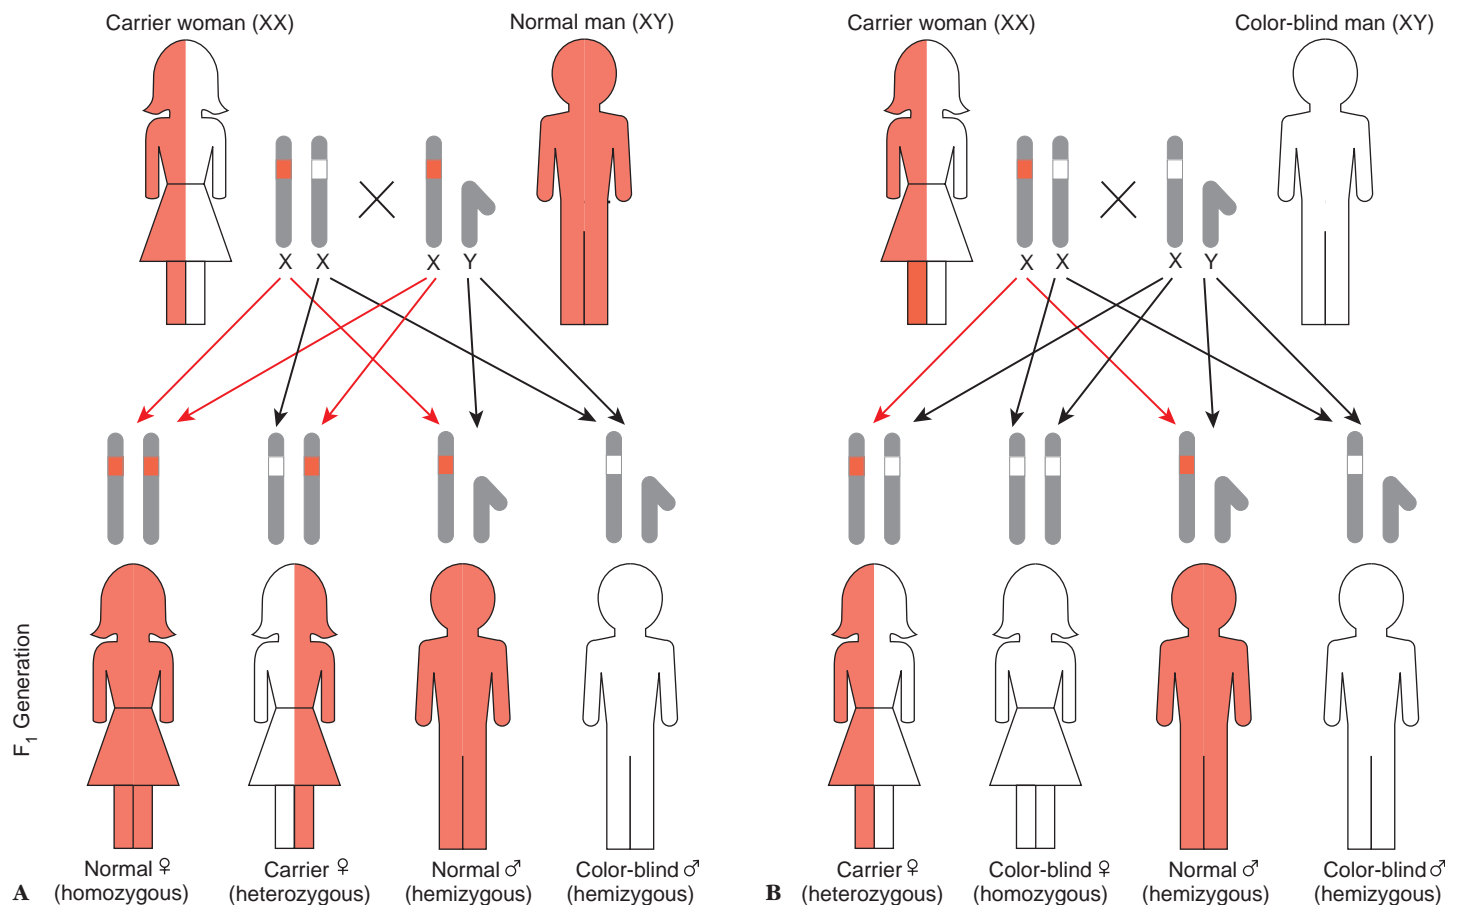 Carrier woman (XX)
Normal man (XY)
X X X Y
F1 Generation
Normal ♀
(homozygous)
Carrier ♀
(heterozygous)
Normal ♂
(hemizygous)
Color-blind ♂
(hemizygous)
A
Carrier woman (XX)
Color-blind man (XY)
X X X Y
Carrier ♀
(heterozygous)
Color-blind ♀
(homozygous)
Normal ♂
(hemizygous)
Color-blind ♂
(hemizygous)
B